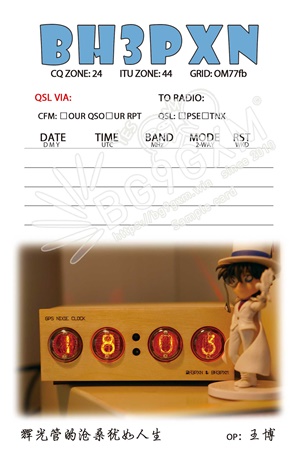 BH3PXN
CQ ZONE: 24 ITU ZONE: 44 GRID: OM77fb
QSL VIA: TO RADIO:
CFM: □OUR QSO□UR RPT QSL: □PSE□TNX
DATE TIME BAND MODE RST
D M Y UTC MHz 2-WAY
BG9GXM
GPS NIXIE CLOCK
18:03
辉光管的沧桑犹如人生 OP: 王博